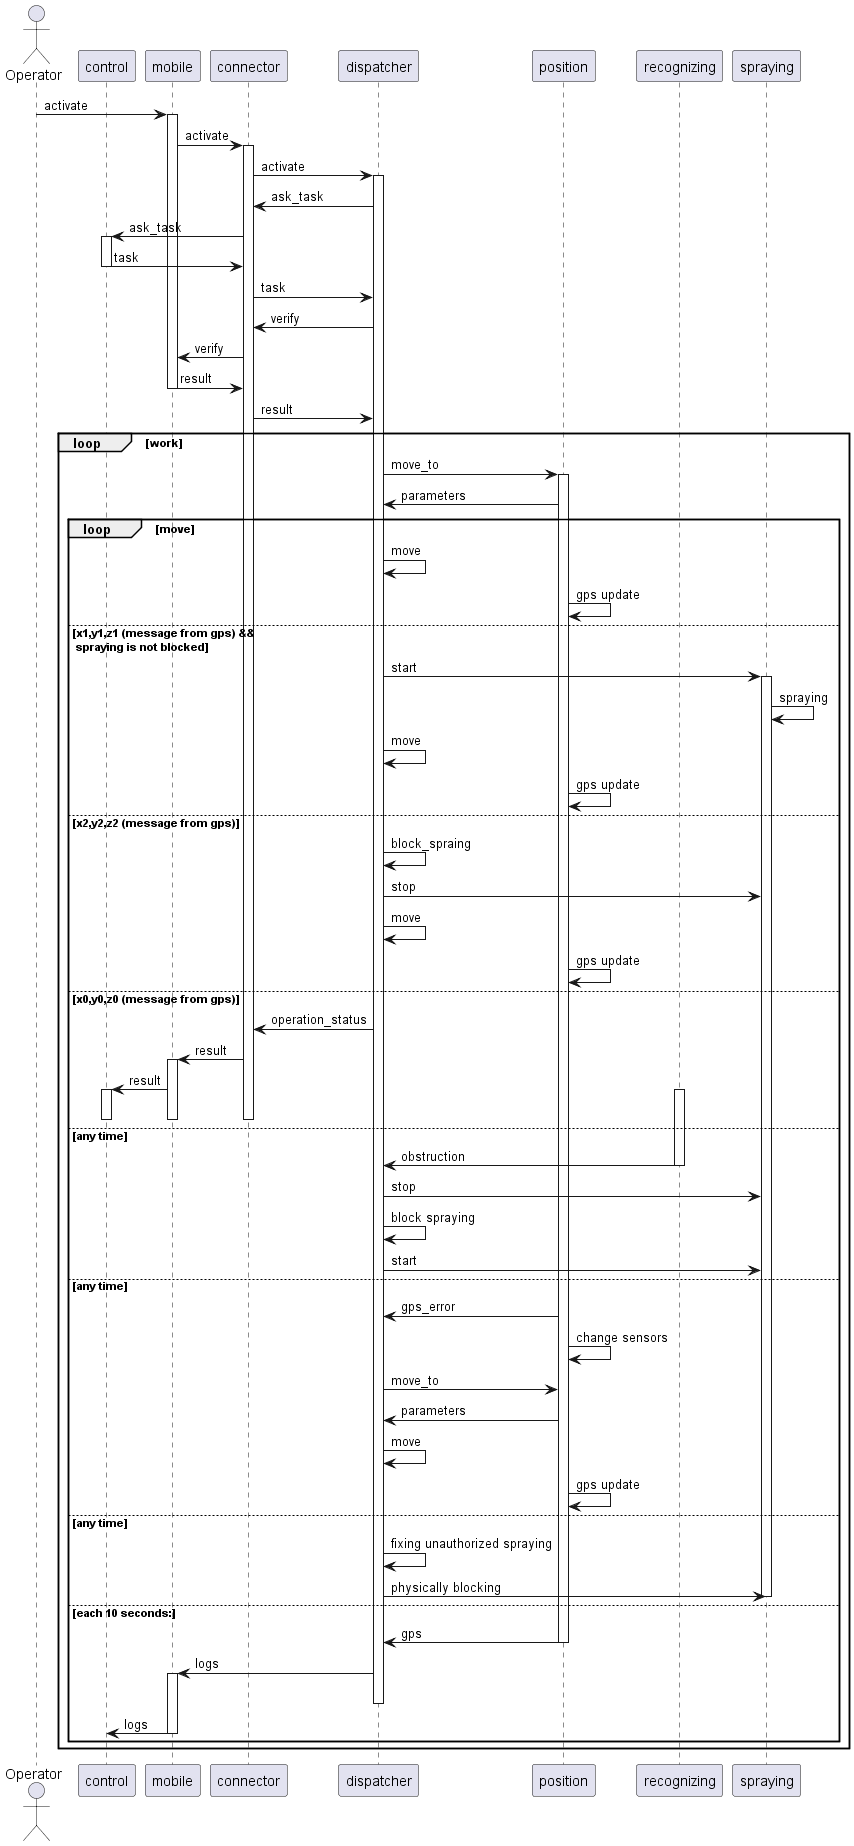 Operator
control
mobile
connector
dispatcher
position
recognizing
spraying
activate
activate
activate
ask_task
ask_task
task
task
verify
verify
result
result
loop [work]
move_to
parameters
loop [move]
move
gps update
[x1,y1,z1 (message from gps) &&
spraying is not blocked]
start
spraying
move
gps update
[x2,y2,z2 (message from gps)]
block_spraing
stop
move
gps update
[x0,y0,z0 (message from gps)]
operation_status
result
result
[any time]
obstruction
stop
block spraying
start
[any time]
gps_error
change sensors
move_to
parameters
move
gps update
[any time]
fixing unauthorized spraying
physically blocking
[each 10 seconds:]
gps
logs
logs
Operator
control
mobile
connector
dispatcher
position
recognizing
spraying